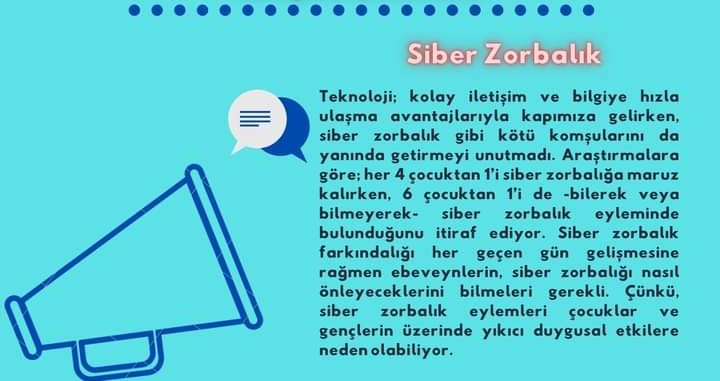 Siber Zorbalık
Teknoloji; kolay iletişim ve bilgiye hızla
ulaşma avantajlarıyla kapımıza gelirken,
siber zorbalık gibi kötü komşularını da
yanında getirmeyi unutmadı. Araştırmalara
göre; her 4 çocuktan 1'i siber zorbalığa maruz
kalırken, 6 çocuktan 1'i de -bilerek veya
bilmeyerek- siber zorbalık eyleminde
bulunduğunu itiraf ediyor. Siber zorbalık
farkındalığı her geçen gün gelişmesine
rağmen ebeveynlerin, siber zorbalığı nasıl
önleyeceklerini bilmeleri gerekli. Çünkü,
siber zorbalık eylemleri çocuklar ve
gençlerin üzerinde yıkıcı duygusal etkilere
neden olabiliyor.